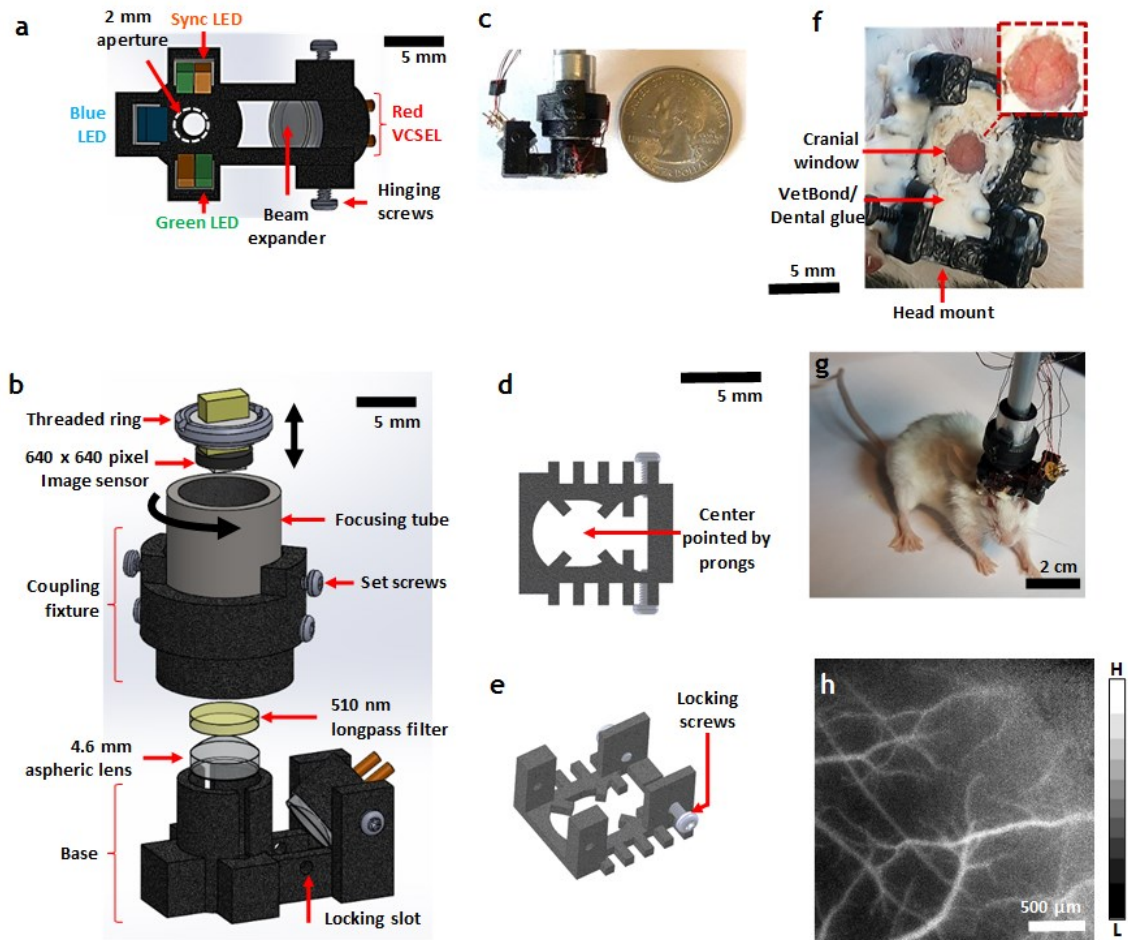 a
2 mm
aperture
Sync LED
5 mm
Blue
LED
Red
VCSEL
Green LED
Beam
expander
Hinging
screws
c
f
Cranial
window
VetBond/
Dental glue
5 mm
Head mount
b
Threaded ring
5 mm
640 x 640 pixel
Image sensor
Focusing tube
Coupling
fixture
Set screws
510 nm
longpass filter
4.6 mm
aspheric lens
Base
Locking slot
d
5 mm
Center
pointed by
prongs
e
Locking
screws
g
2 cm
h
500 µm
H
L